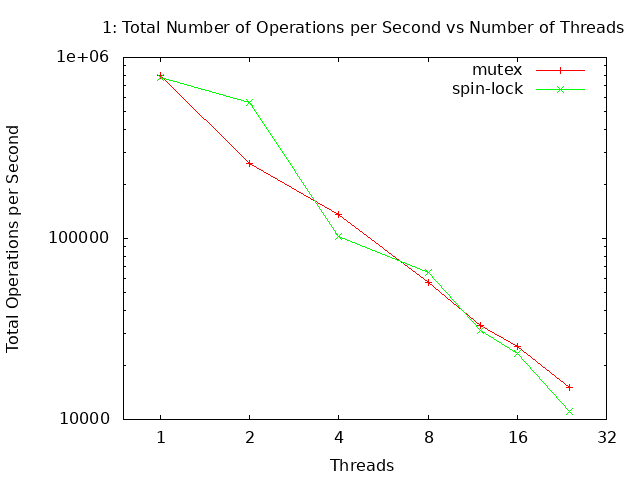 1: Total Number of Operations per Second vs Number of Threads
1e+06
mutex
spin-lock
Total Operations per Second
100000
10000
1 2 4 8 16 32
Threads